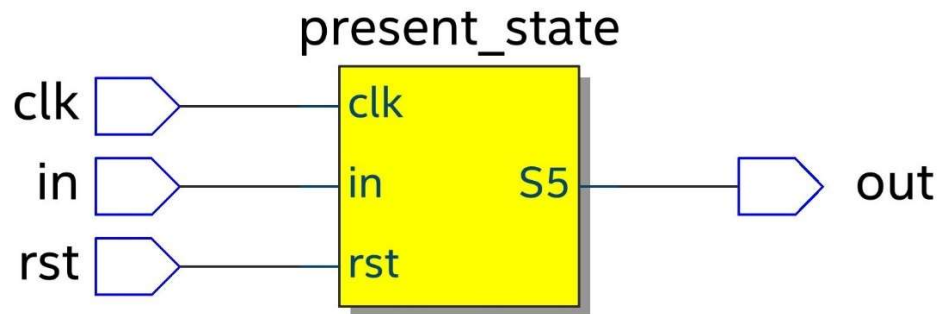 present_state
clk
clk
in
in
S5
out
rst
rst